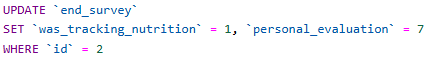 UPDATE `end_survey`
SET `was_tracking_nutrition` = 1, `personal_evaluation` = 7
WHERE `id` = 2